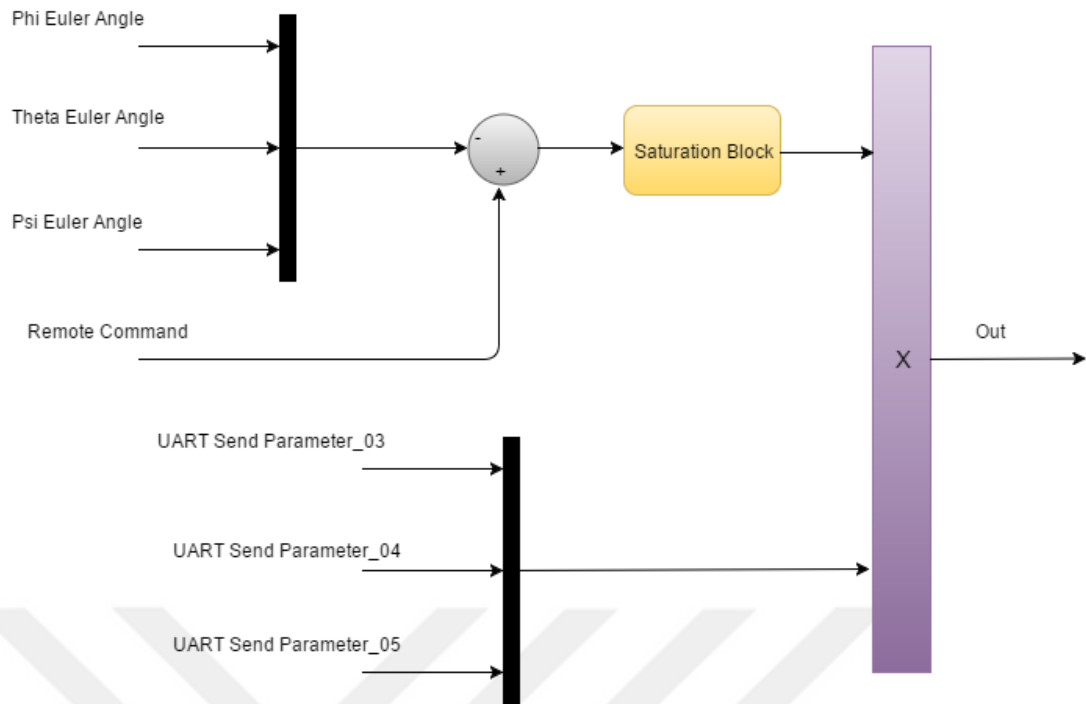 Phi Euler Angle
Theta Euler Angle
-
Saturation Block
+
Psi Euler Angle
Remote Command
Out
X
UART Send Parameter_03
UART Send Parameter_04
UART Send Parameter_05